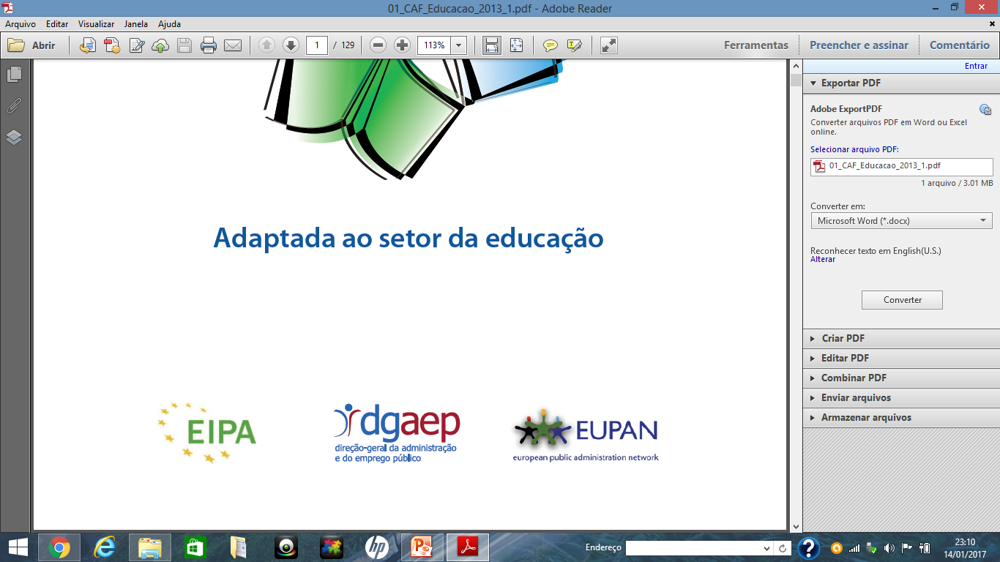 01_CAF_Educacao_2013_1.pdf - Adobe Reader
Arquivo Editar Visualizar Janela Ajuda
Abrir 1 / 129 113% Ferramentas Preencher e assinar Comentário
Entrar
Exportar PDF
Adobe ExportPDF
Converter arquivos PDF em Word ou Excel
online.
Selecionar arquivo PDF:
01_CAF_Educacao_2013_1.pdf
1 arquivo / 3.01 MB
Converter em:
Microsoft Word (*.docx)
Reconhecer texto em English(U.S.)
Alterar
Converter
Criar PDF
Editar PDF
Combinar PDF
Enviar arquivos
Armazenar arquivos
Adaptada ao setor da educação
EIPA
dgaep
direção-geral da administração
e do emprego público
EUPAN
european public administration network
Endereço
23:10
14/01/2017